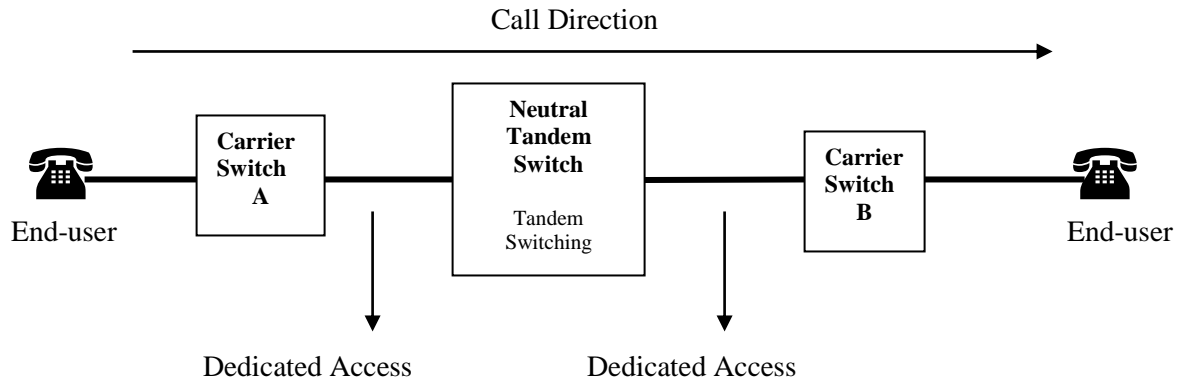 Call Direction
Neutral
Tandem
Switch
Tandem
Switching
Carrier
Switch
A
Carrier
Switch
B
End-user
End-user
Dedicated Access
Dedicated Access